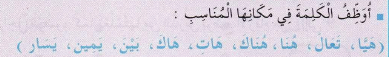 ▪ أُوَظِّفُ الْكَلِمَةَ فِي مَكَانِهَا الْمُنَاسِبِ :
( هَيَّا، تَعَالَ، هُنَا، هُنَاكَ، هَاتِ، هَاكَ، بَيْنَ، يَمِين، يَسَار )